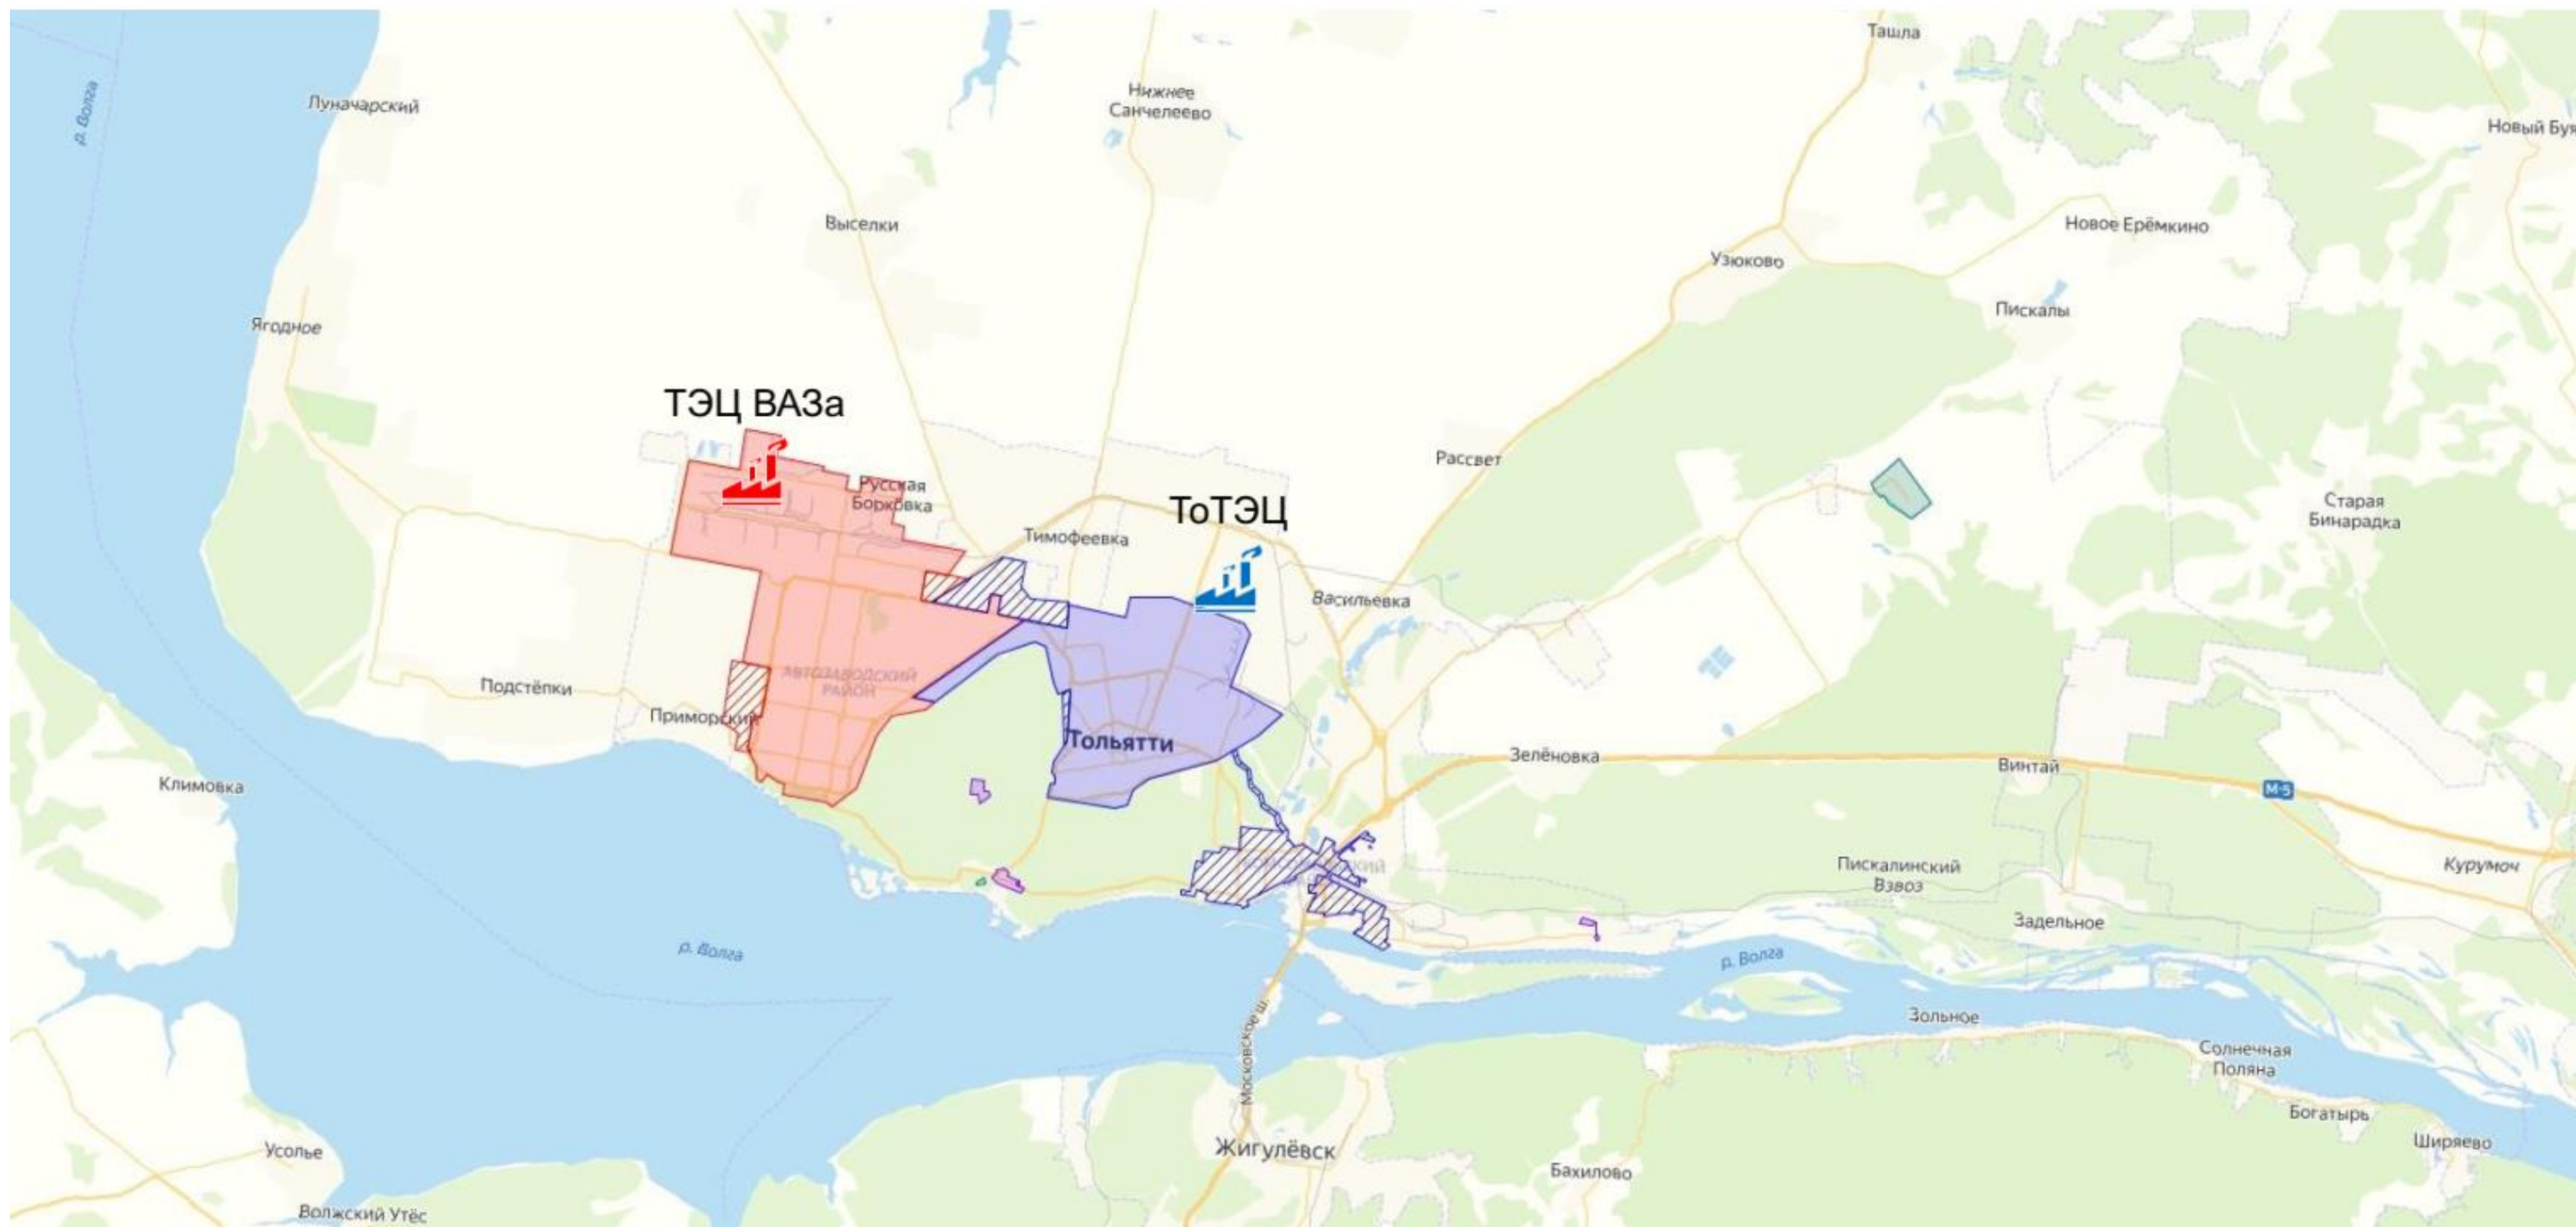 Ташла
р. Волга
Луначарский
Нижнее
Санчелеево
Новый Буя
Выселки
Новое Ерёмкино
Узюково
Пискалы
Ягодное
ТЭЦ ВАЗа
Рассвет
Русская
Борковка
ТоТЭЦ
Старая
Бинарадка
Тимофеевка
Васильевка
АВТОЗАВОДСКИЙ
РАЙОН
Подстёпки
Приморский
Тольятти
Зелёновка
Винтай
Климовка
М-5
Пискалинский
Взвоз
Курумоч
Задельное
р. Волга
р. Волга
Московское ш.
Зольное
Солнечная
Поляна
Богатырь
Жигулёвск
Ширяево
Усолье
Бахилово
Волжский Утёс